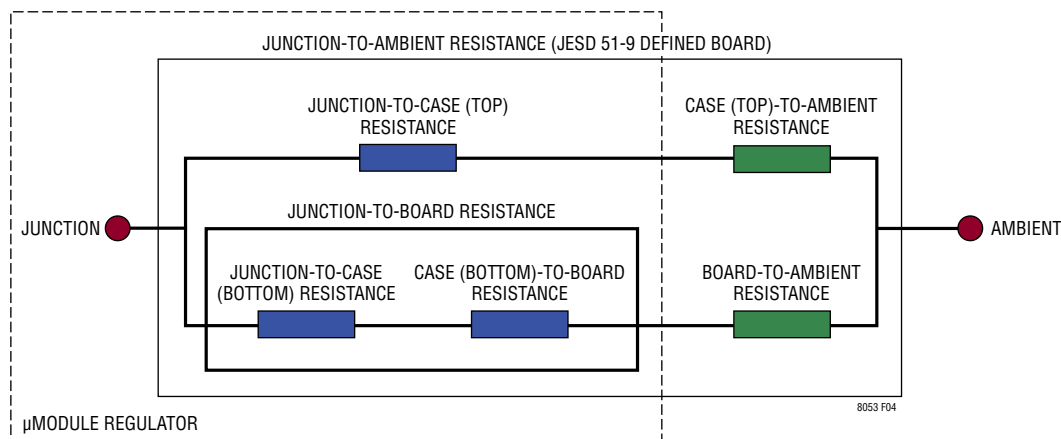 JUNCTION-TO-AMBIENT RESISTANCE (JESD 51-9 DEFINED BOARD)
JUNCTION-TO-CASE (TOP)
RESISTANCE
CASE (TOP)-TO-AMBIENT
RESISTANCE
JUNCTION
JUNCTION-TO-BOARD RESISTANCE
AMBIENT
JUNCTION-TO-CASE
(BOTTOM) RESISTANCE
CASE (BOTTOM)-TO-BOARD
RESISTANCE
BOARD-TO-AMBIENT
RESISTANCE
8053 F04
µMODULE REGULATOR